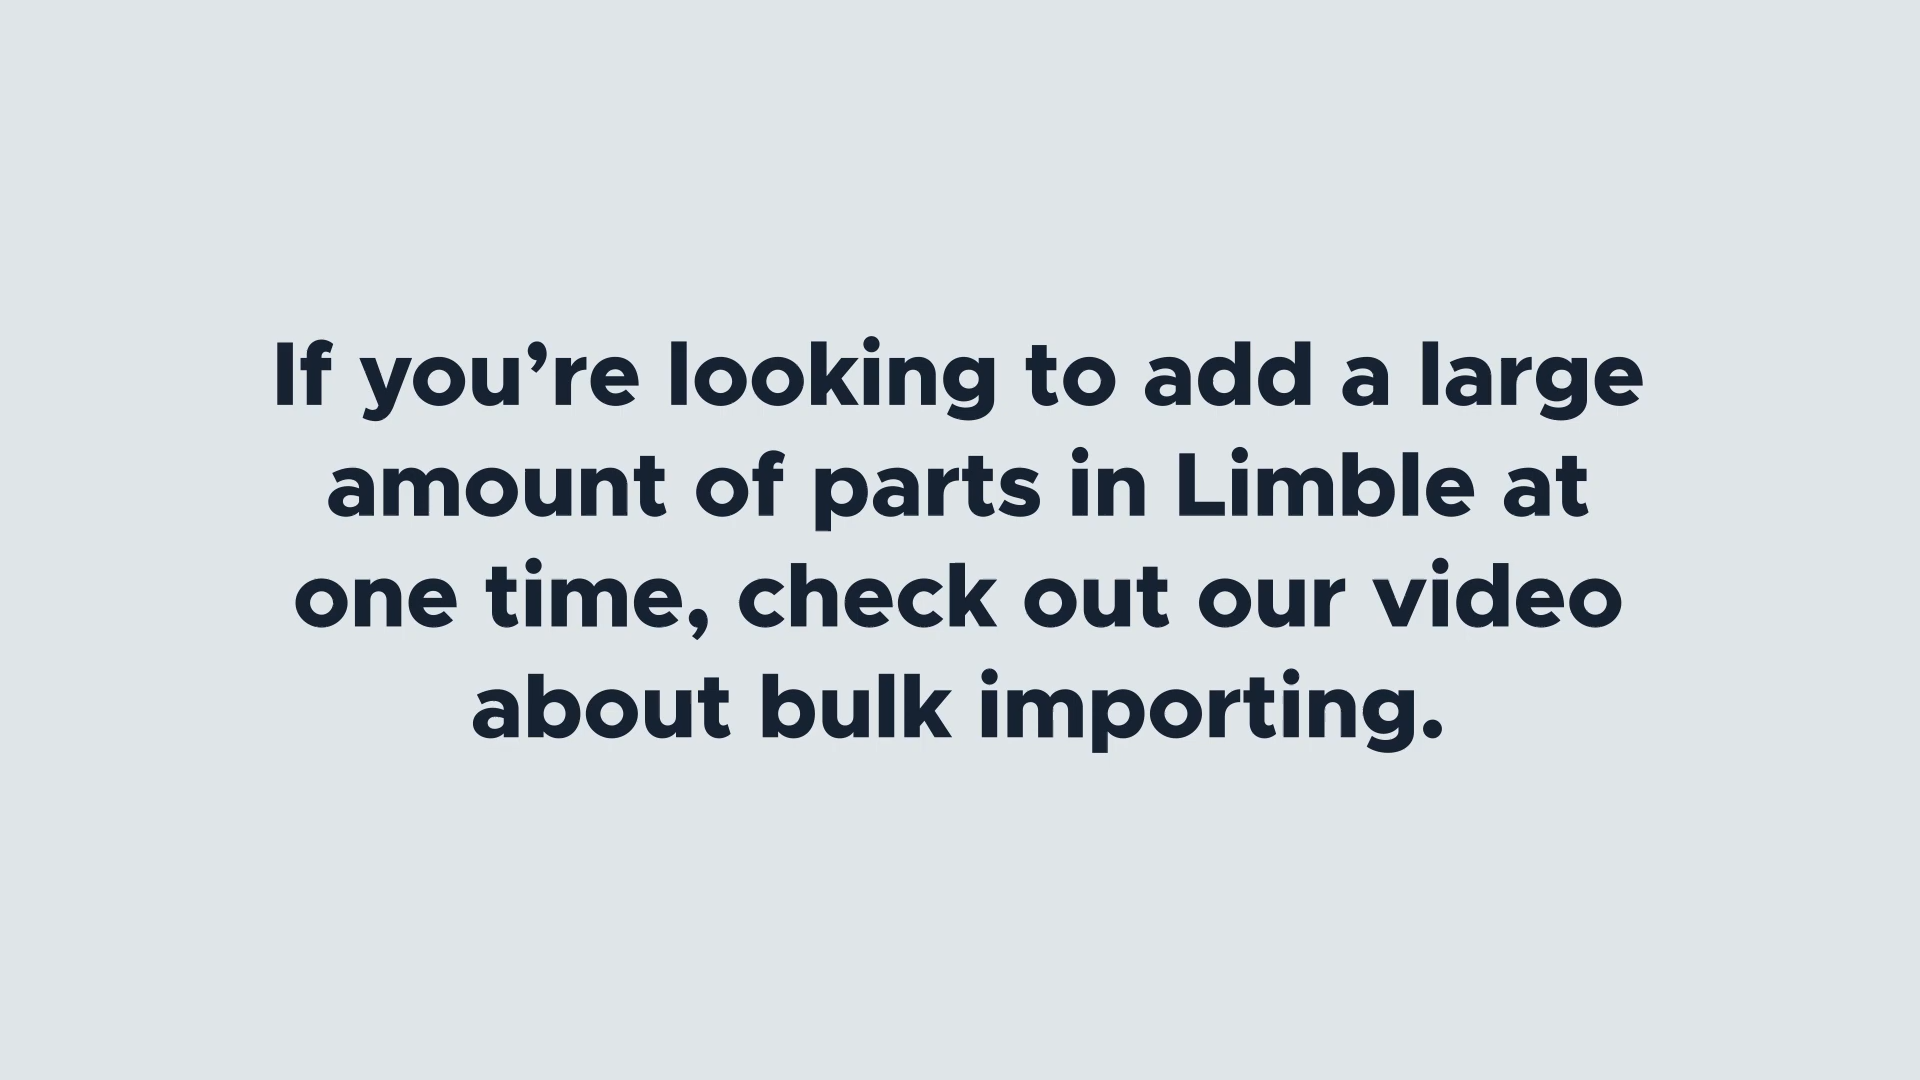 If you’re looking to add a large
amount of parts in Limble at
one time, check out our video
about bulk importing.